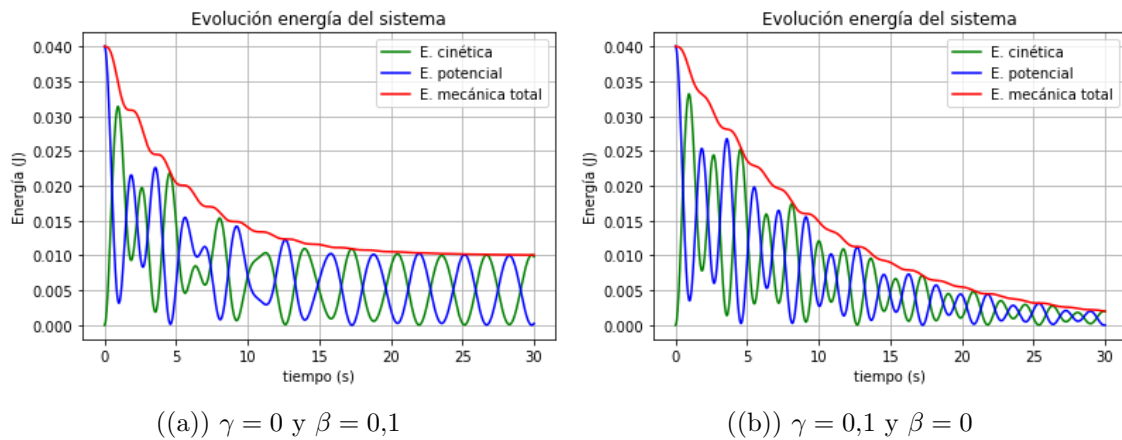 Evolución energía del sistema
Energía (J)
0.040
0.035
0.030
0.025
0.020
0.015
0.010
0.005
0.000
E. cinética
E. potencial
E. mecánica total
0 5 10 15 20 25 30
tiempo (s)
((a)) γ = 0 y β = 0,1
Evolución energía del sistema
Energía (J)
0.040
0.035
0.030
0.025
0.020
0.015
0.010
0.005
0.000
E. cinética
E. potencial
E. mecánica total
0 5 10 15 20 25 30
tiempo (s)
((b)) γ = 0,1 y β = 0